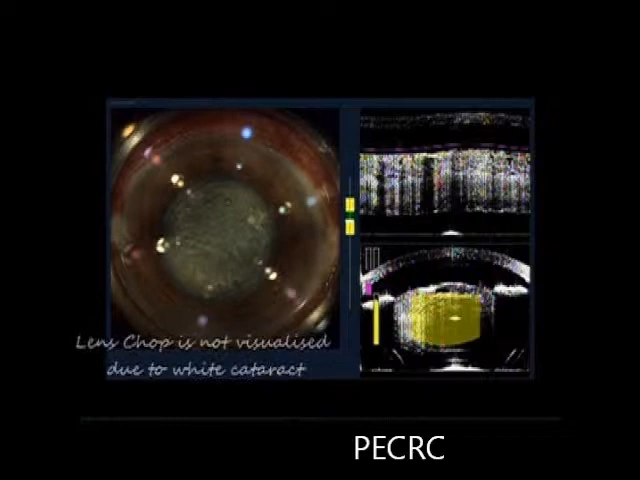 Lens Chop is not visualised
due to white cataract
PECRC